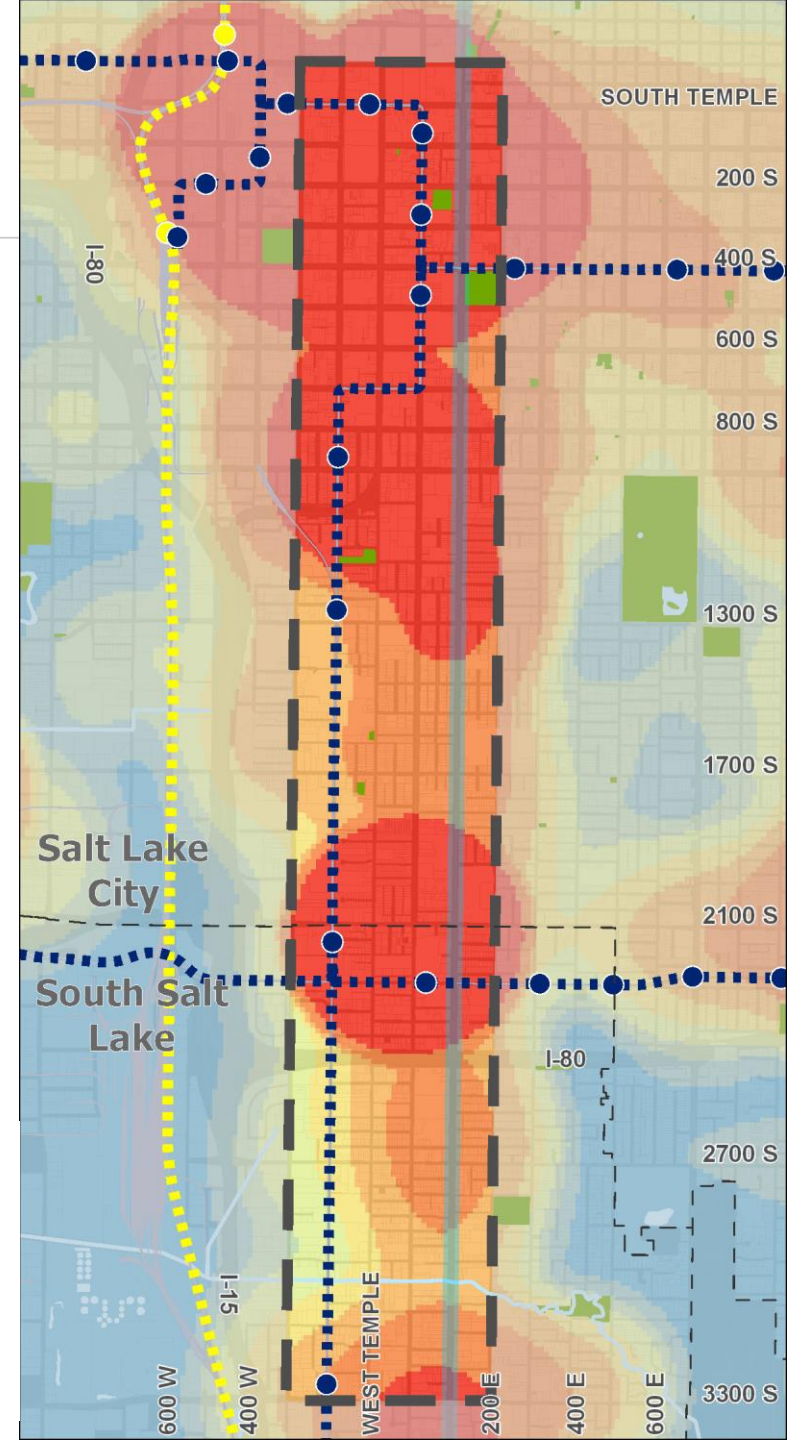 SOUTH TEMPLE
200 S
I-80
400 S
600 S
800 S
1300 S
1700 S
Salt Lake
City
2100 S
South Salt
Lake
I-80
2700 S
I-15
WEST TEMPLE
600 W
400 W
200 E
400 E
600 E
3300 S